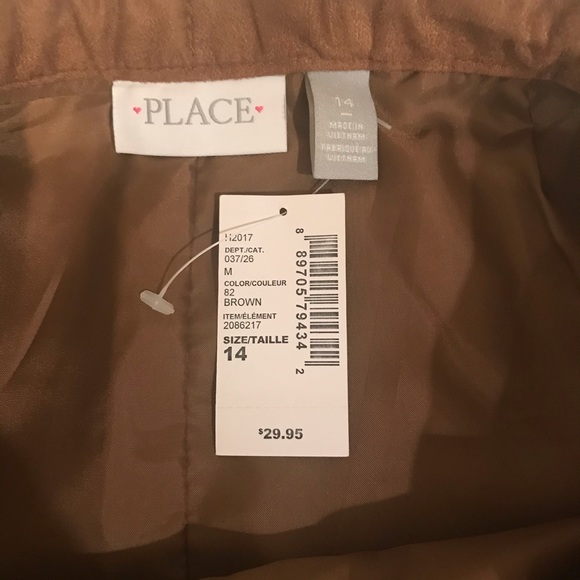 PLACE
14
MADE IN
VIETNAM
FABRIQUÉ AU
VIETNAM
H2017
DEPT./CAT.
037/26
M
COLOR/COULEUR
82
BROWN
ITEM/ÉLÉMENT
2086217
SIZE/TAILLE
14
8 89705 79434 2
$29.95